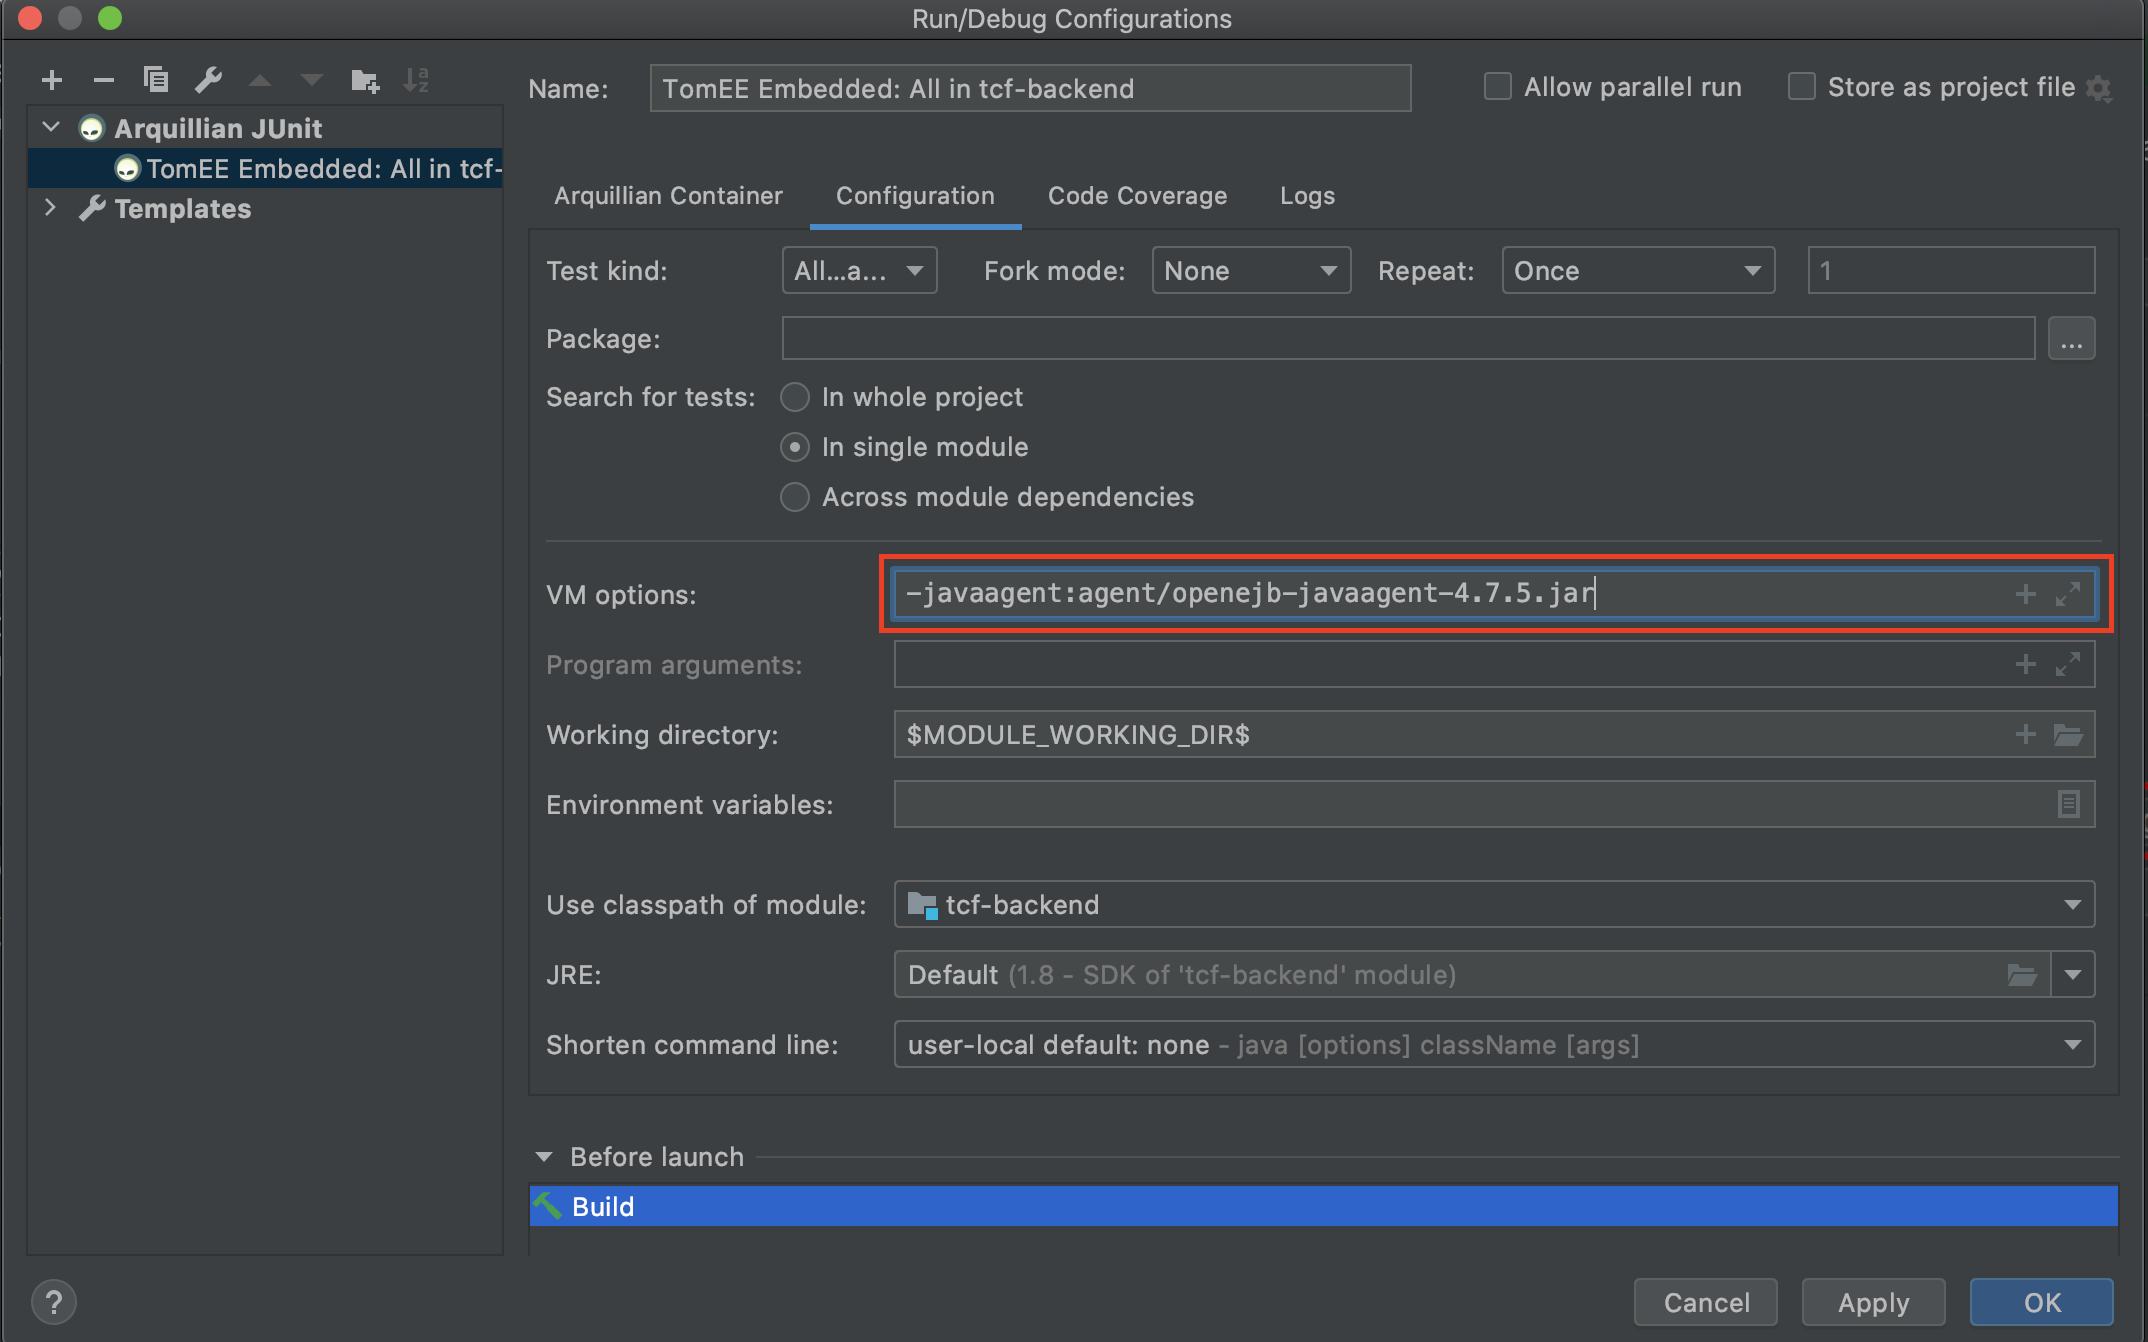 Run/Debug Configurations
Name: TomEE Embedded: All in tcf-backend
Allow parallel run
Store as project file
Arquillian JUnit
TomEE Embedded: All in tcf-
Templates
Arquillian Container Configuration Code Coverage Logs
Test kind: All...a... Fork mode: None Repeat: Once 1
Package: ...
Search for tests: In whole project
In single module
Across module dependencies
VM options: -javaagent:agent/openejb-javaagent-4.7.5.jar
Program arguments:
Working directory: $MODULE_WORKING_DIR$
Environment variables:
Use classpath of module: tcf-backend
JRE: Default (1.8 - SDK of 'tcf-backend' module)
Shorten command line: user-local default: none - java [options] className [args]
Before launch
Build
? Cancel Apply OK